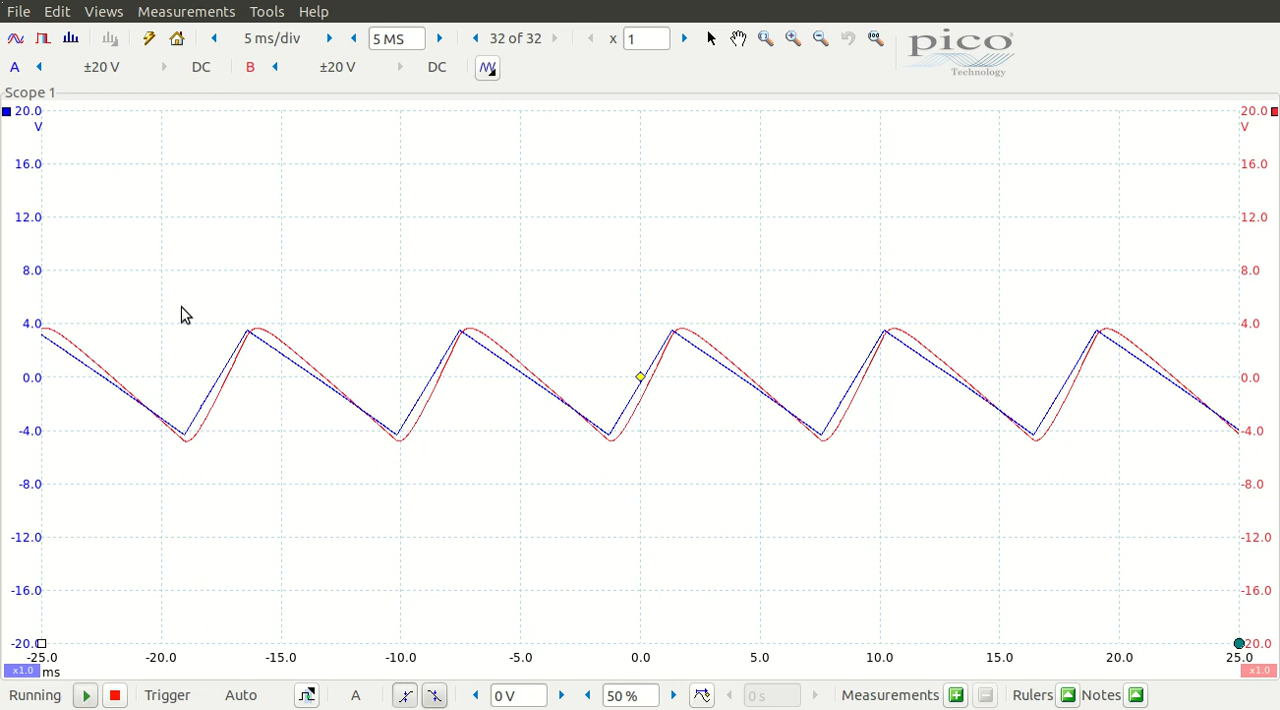 File Edit Views Measurements Tools Help
5 ms/div 5 MS 32 of 32 x 1
pico
Technology
A ±20 V DC B ±20 V DC
Scope 1
20.0 20.0
V V
16.0 16.0
12.0 12.0
8.0 8.0
4.0 4.0
0.0 0.0
-4.0 -4.0
-8.0 -8.0
-12.0 -12.0
-16.0 -16.0
-20.0 -20.0
-25.0 -20.0 -15.0 -10.0 -5.0 0.0 5.0 10.0 15.0 20.0 25.0
x1.0 ms x1.0
Running Trigger Auto A 0 V 50 % 0 s Measurements Rulers Notes